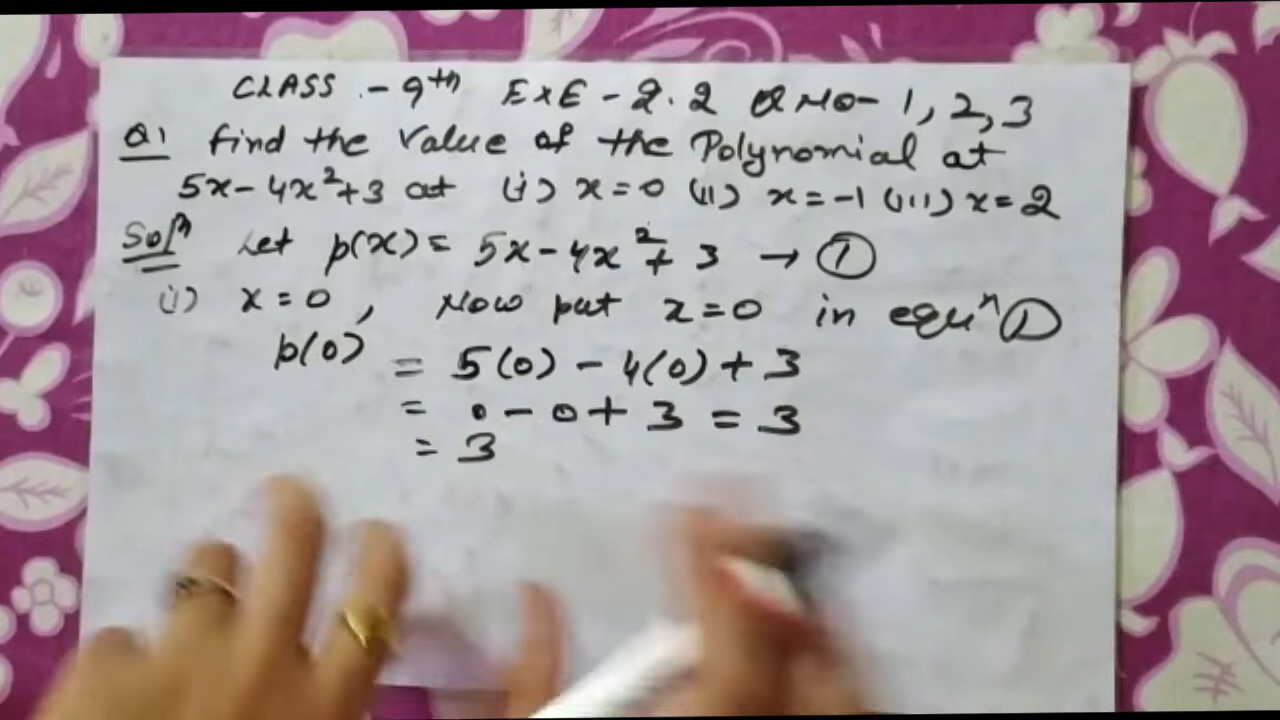 CLASS - 9th EXE - 2.2 QNO- 1, 2, 3
Q1 find the value of the Polynomial at
5x - 4x² + 3 at (i) x = 0 (ii) x = -1 (iii) x = 2
Solⁿ Let p(x) = 5x - 4x² + 3 → ①
(i) x = 0 , Now put x = 0 in equⁿ ①
p(0) = 5(0) - 4(0) + 3
= 0 - 0 + 3 = 3
= 3